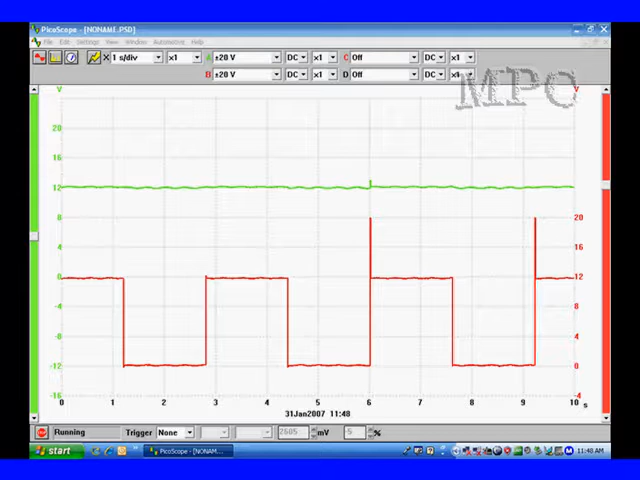 PicoScope - [NONAME.PSD]
File Edit Settings View Window Automotive Help
X 1 s/div x1 A ±20 V DC x1 C Off DC x1
B ±20 V DC x1 D Off DC x1
MPC
V V
20
16
12
8 20
4 16
0 12
-4 8
-8 4
-12 0
-16 -4
0 1 2 3 4 5 6 7 8 9 10 s
31Jan2007 11:48
Running Trigger None 2605 mV -5 %
start PicoScope - [NONAM... 11:48 AM